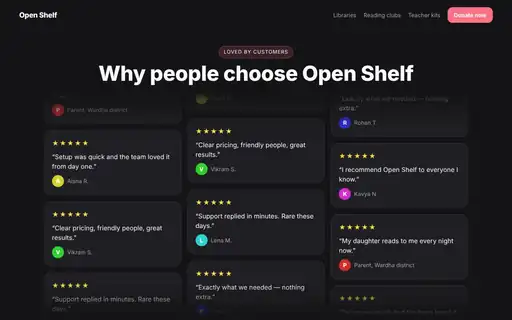 Open Shelf
Libraries
Reading clubs
Teacher kits
Donate now
LOVED BY CUSTOMERS
Why people choose Open Shelf
P
Parent, Wardha district
★★★★★
“Setup was quick and the team loved it
from day one.”
A
Aisha R.
★★★★★
“Clear pricing, friendly people, great
results.”
V
Vikram S.
★★★★★
“Support replied in minutes. Rare these
days.”
★★★★★
“Clear pricing, friendly people, great
results.”
V
Vikram S.
★★★★★
“Support replied in minutes. Rare these
days.”
L
Lena M.
★★★★★
“Exactly what we needed — nothing
extra.”
extra.”
R
Rohan T.
★★★★★
“I recommend Open Shelf to everyone I
know.”
K
Kavya N.
★★★★★
“My daughter reads to me every night
now.”
P
Parent, Wardha district
★★★★★